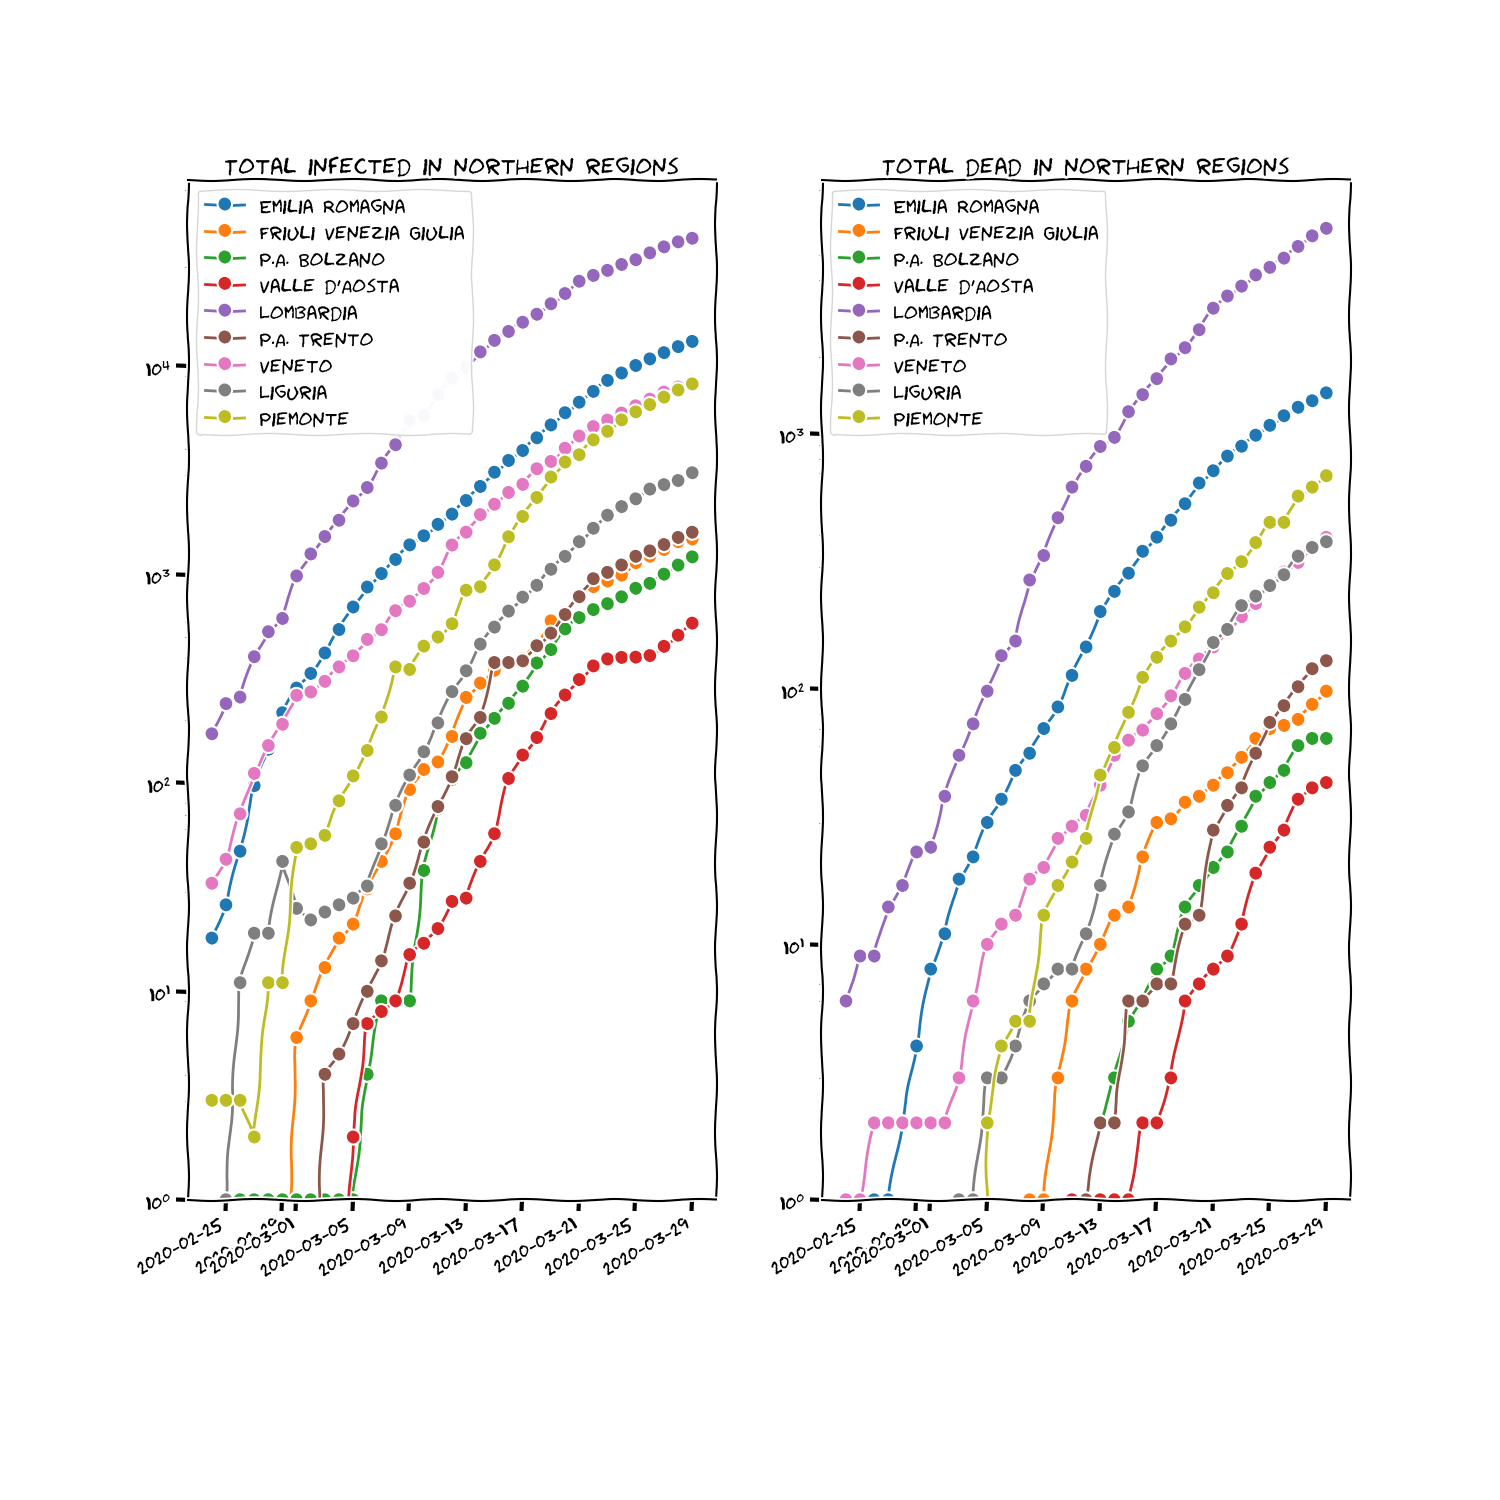 TOTAL INFECTED IN NORTHERN REGIONS
EMILIA ROMAGNA
FRIULI VENEZIA GIULIA
P.A. BOLZANO
VALLE D'AOSTA
LOMBARDIA
P.A. TRENTO
VENETO
LIGURIA
PIEMONTE
10⁴
10³
10²
10¹
10⁰
2020-02-25
2020-03-01
2020-03-05
2020-03-09
2020-03-13
2020-03-17
2020-03-21
2020-03-25
2020-03-29
TOTAL DEAD IN NORTHERN REGIONS
EMILIA ROMAGNA
FRIULI VENEZIA GIULIA
P.A. BOLZANO
VALLE D'AOSTA
LOMBARDIA
P.A. TRENTO
VENETO
LIGURIA
PIEMONTE
10³
10²
10¹
10⁰
2020-02-25
2020-03-01
2020-03-05
2020-03-09
2020-03-13
2020-03-17
2020-03-21
2020-03-25
2020-03-29